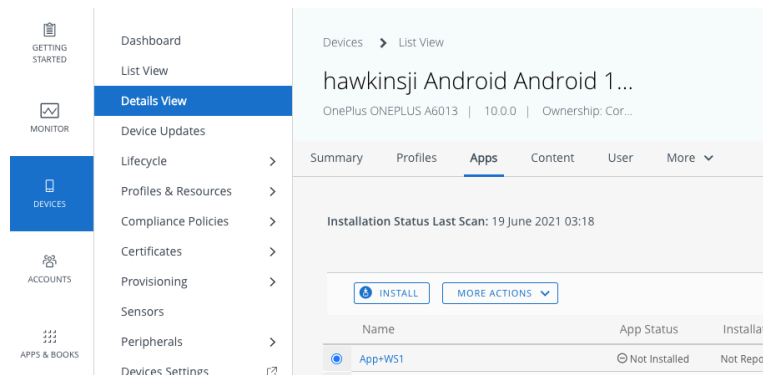 GETTING
STARTED
MONITOR
DEVICES
ACCOUNTS
APPS & BOOKS
Dashboard
List View
Details View
Device Updates
Lifecycle
Profiles & Resources
Compliance Policies
Certificates
Provisioning
Sensors
Peripherals
Devices Settings
Devices > List View
hawkinsji Android Android 1...
OnePlus ONEPLUS A6013 | 10.0.0 | Ownership: Cor...
Summary Profiles Apps Content User More
Installation Status Last Scan: 19 June 2021 03:18
INSTALL MORE ACTIONS
Name App Status Installa
App+WS1 Not Installed Not Repo